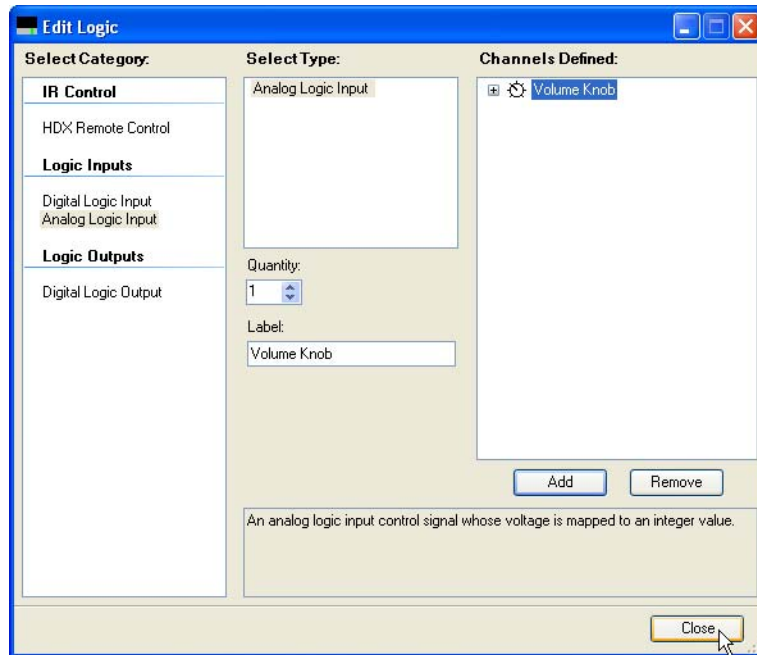 Edit Logic
Select Category:
IR Control
HDX Remote Control
Logic Inputs
Digital Logic Input
Analog Logic Input
Logic Outputs
Digital Logic Output
Select Type:
Analog Logic Input
Quantity:
1
Label:
Volume Knob
Channels Defined:
Volume Knob
Add
Remove
An analog logic input control signal whose voltage is mapped to an integer value.
Close